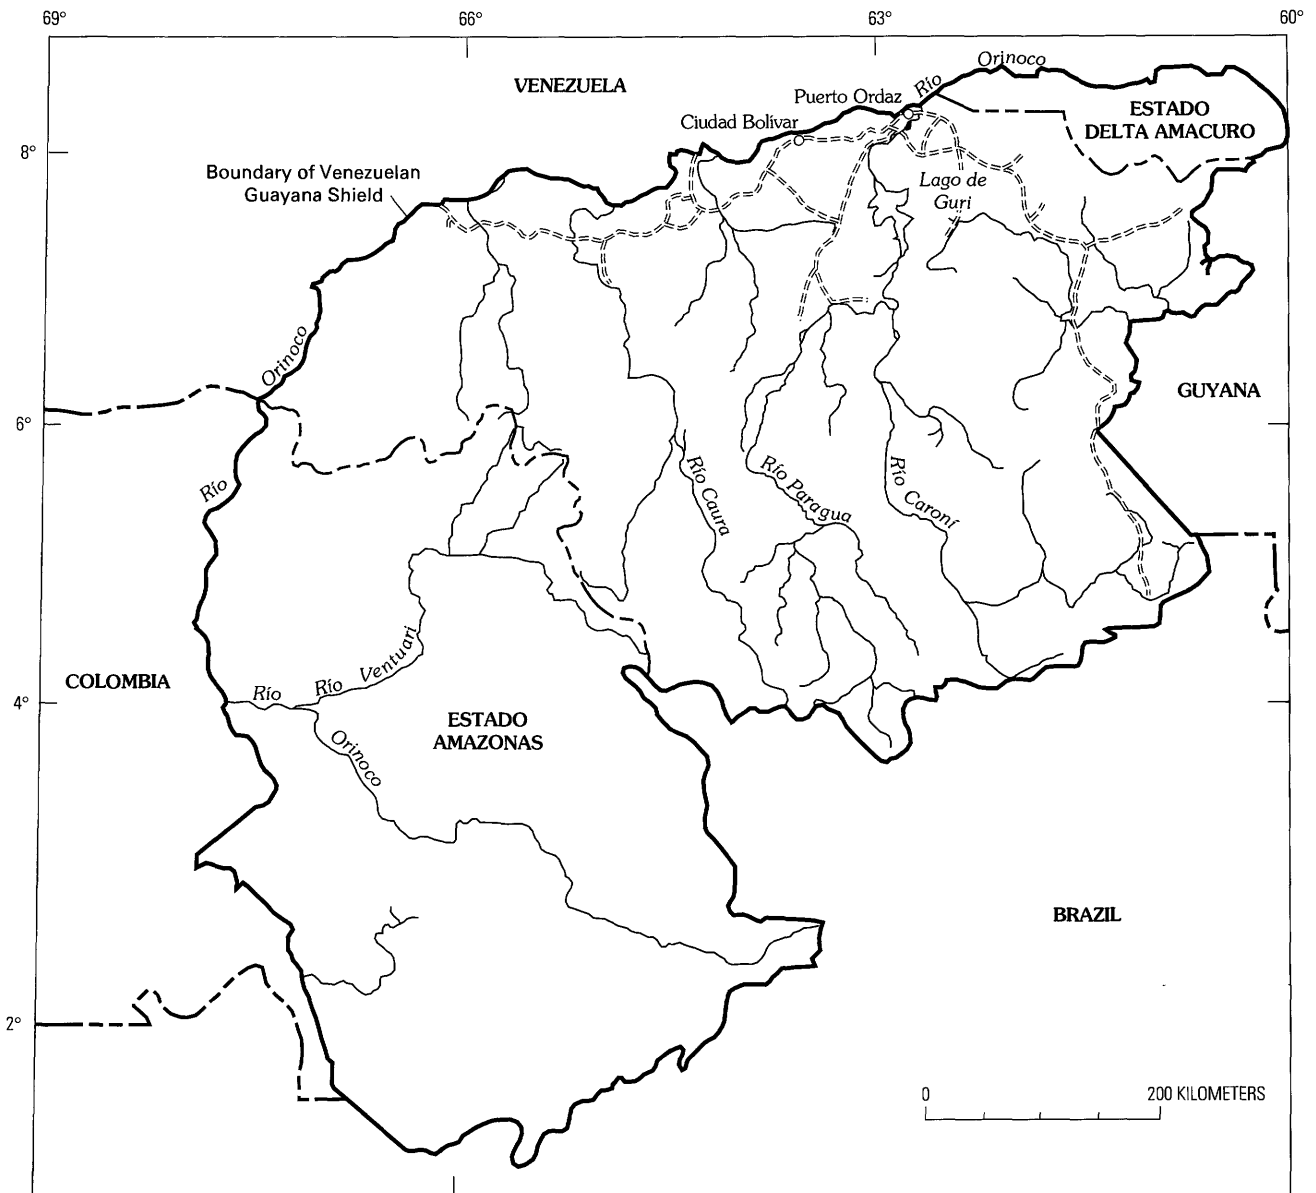 69°
66°
63°
60°
VENEZUELA
Río
Orinoco
Puerto Ordaz
Ciudad Bolívar
ESTADO
DELTA AMACURO
8°
Boundary of Venezuelan
Guayana Shield
Lago de
Guri
Orinoco
GUYANA
6°
Río
Río Caura
Río Paragua
Río Caroní
COLOMBIA
Río
Río
Ventuari
4°
ESTADO
AMAZONAS
Orinoco
BRAZIL
2°
0
200 KILOMETERS